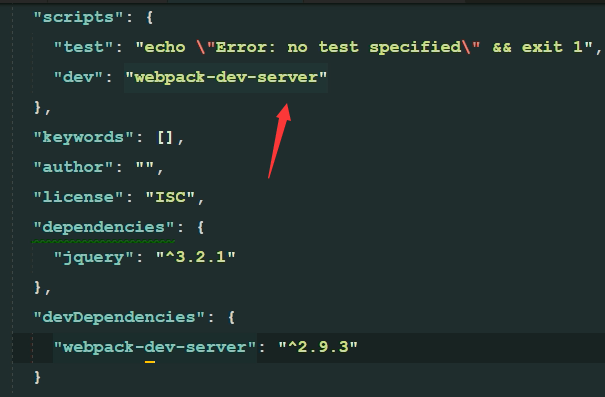 "scripts": {
"test": "echo \"Error: no test specified\" && exit 1",
"dev": "webpack-dev-server"
},
"keywords": [],
"author": "",
"license": "ISC",
"dependencies": {
"jquery": "^3.2.1"
},
"devDependencies": {
"webpack-dev-server": "^2.9.3"
}